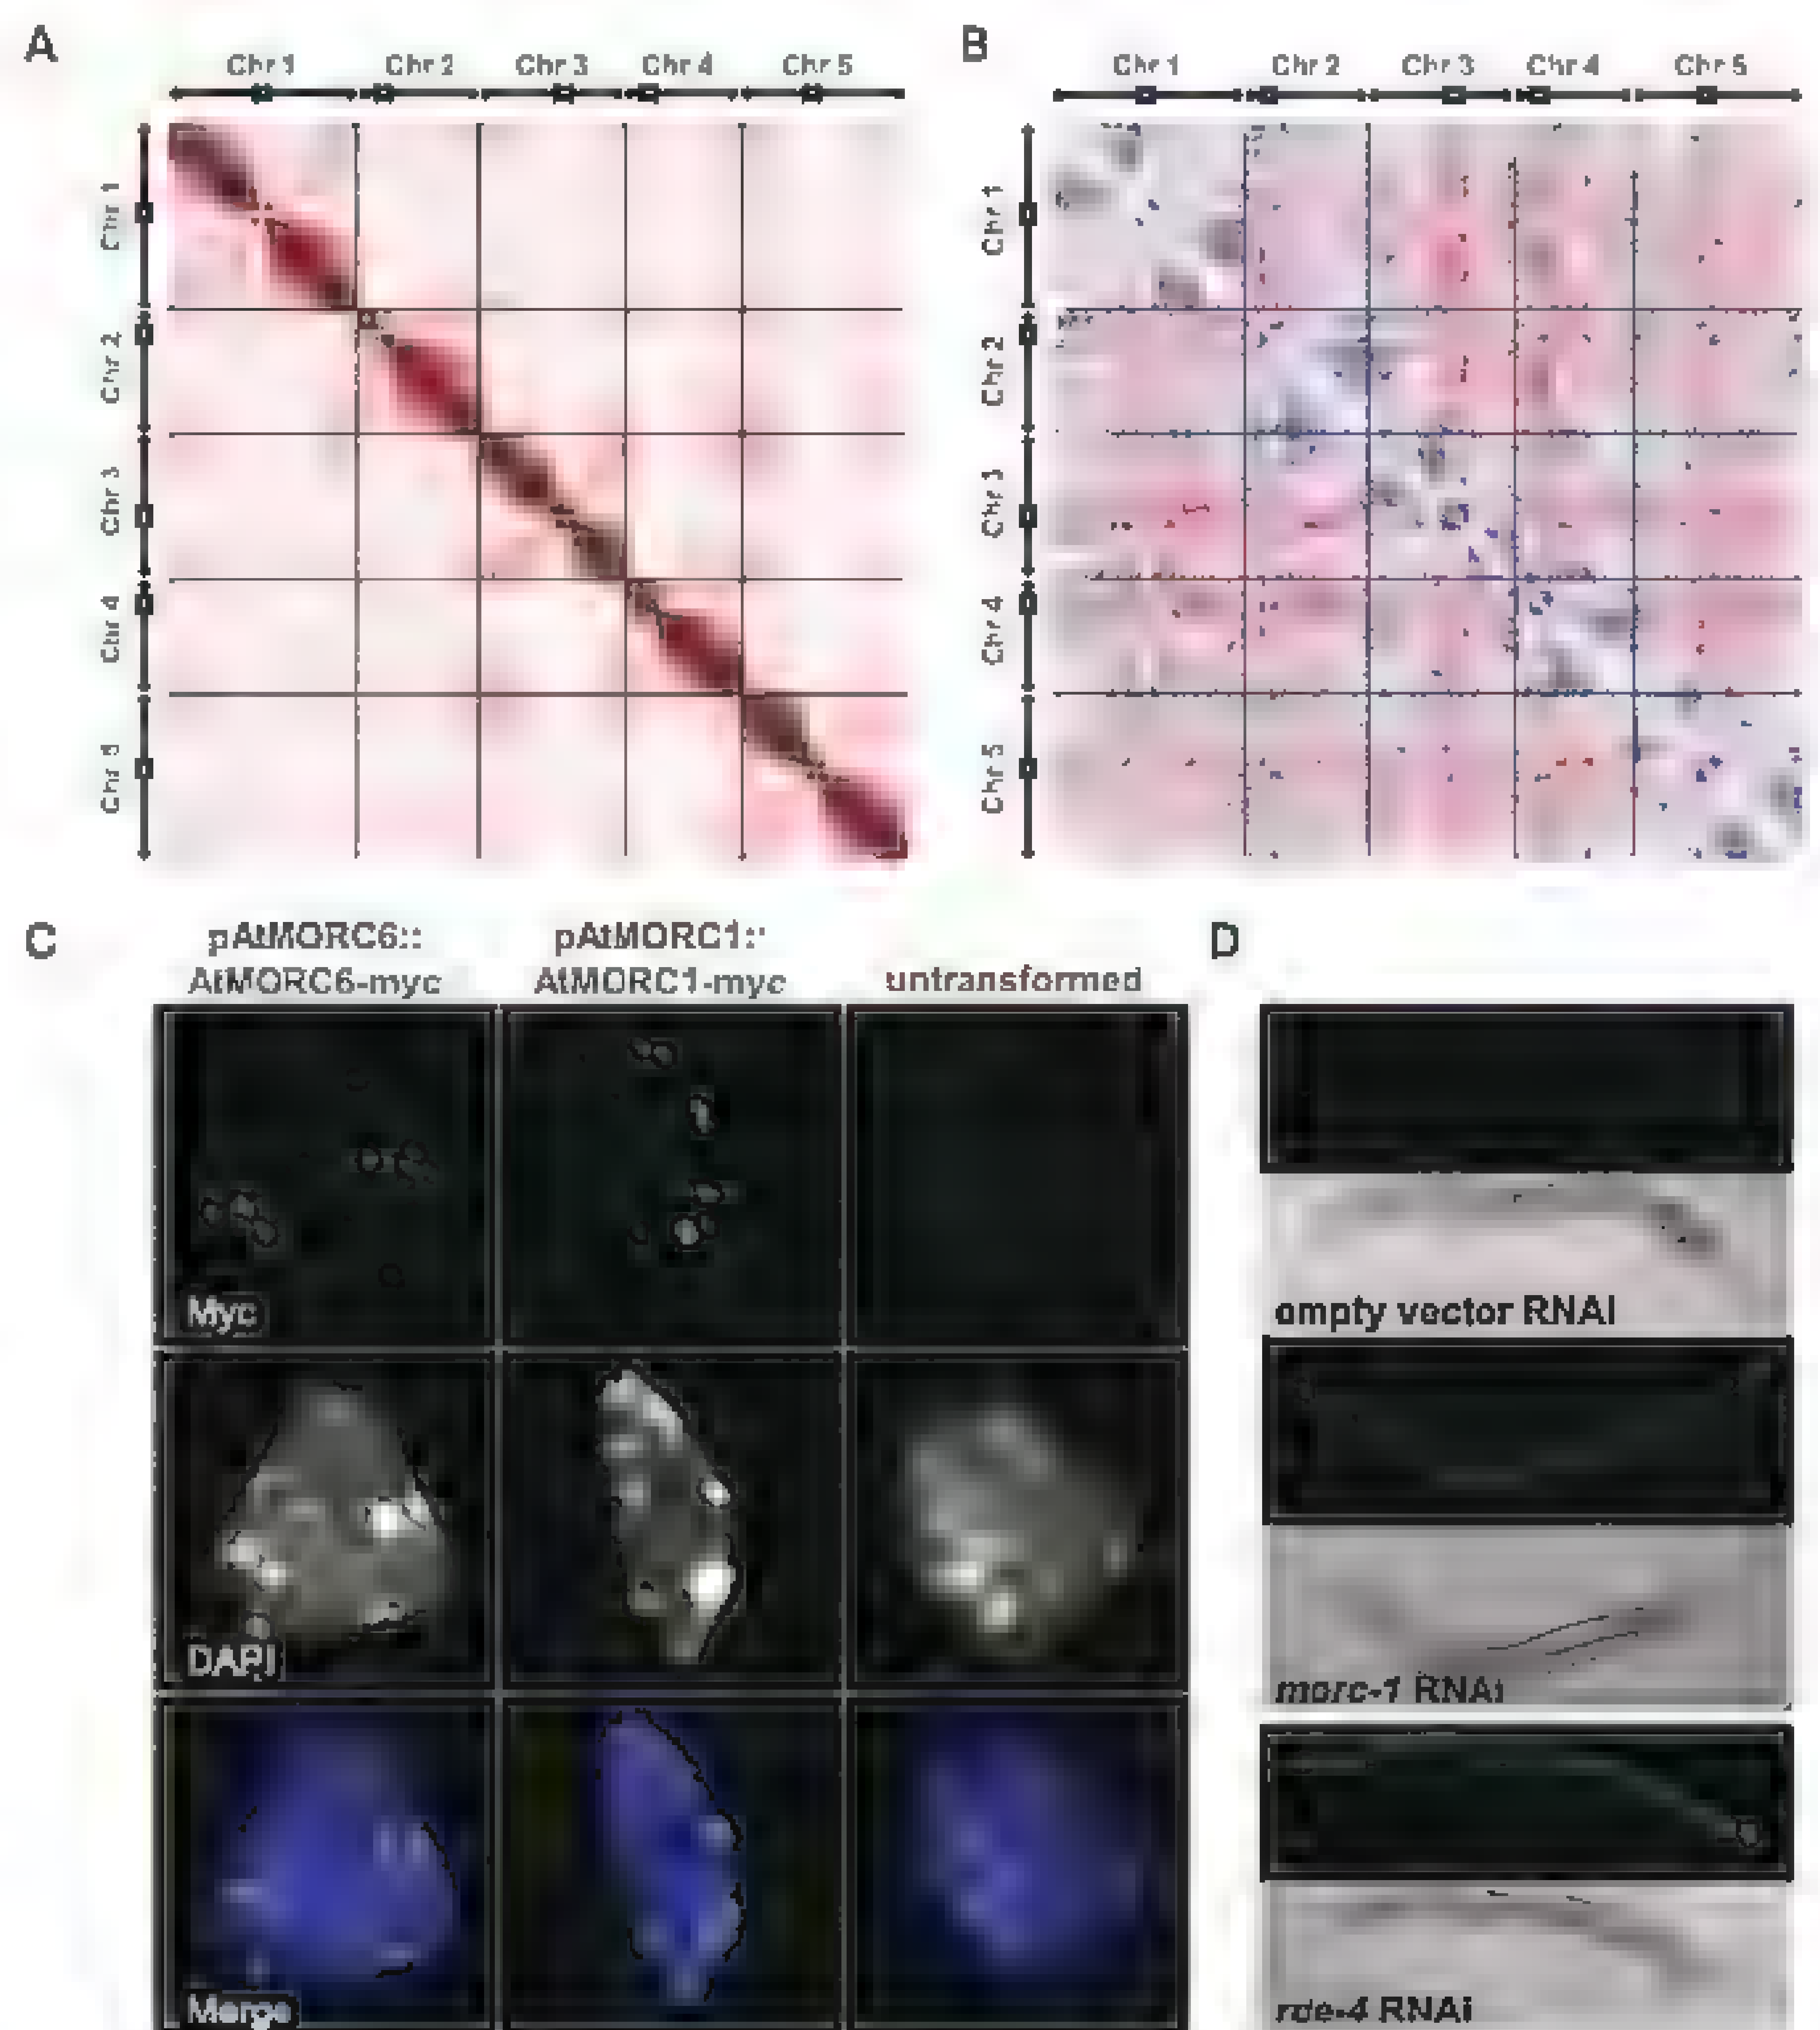 A
B
Chr 1 Chr 2 Chr 3 Chr 4 Chr 5
Chr 1 Chr 2 Chr 3 Chr 4 Chr 5
Chr 1
Chr 2
Chr 3
Chr 4
Chr 5
Chr 1
Chr 2
Chr 3
Chr 4
Chr 5
C
pAtMORC6::
AtMORC6-myc
pAtMORC1::
AtMORC1-myc
untransformed
Myc
DAPI
Merge
D
empty vector RNAi
morc-1 RNAi
rde-4 RNAi